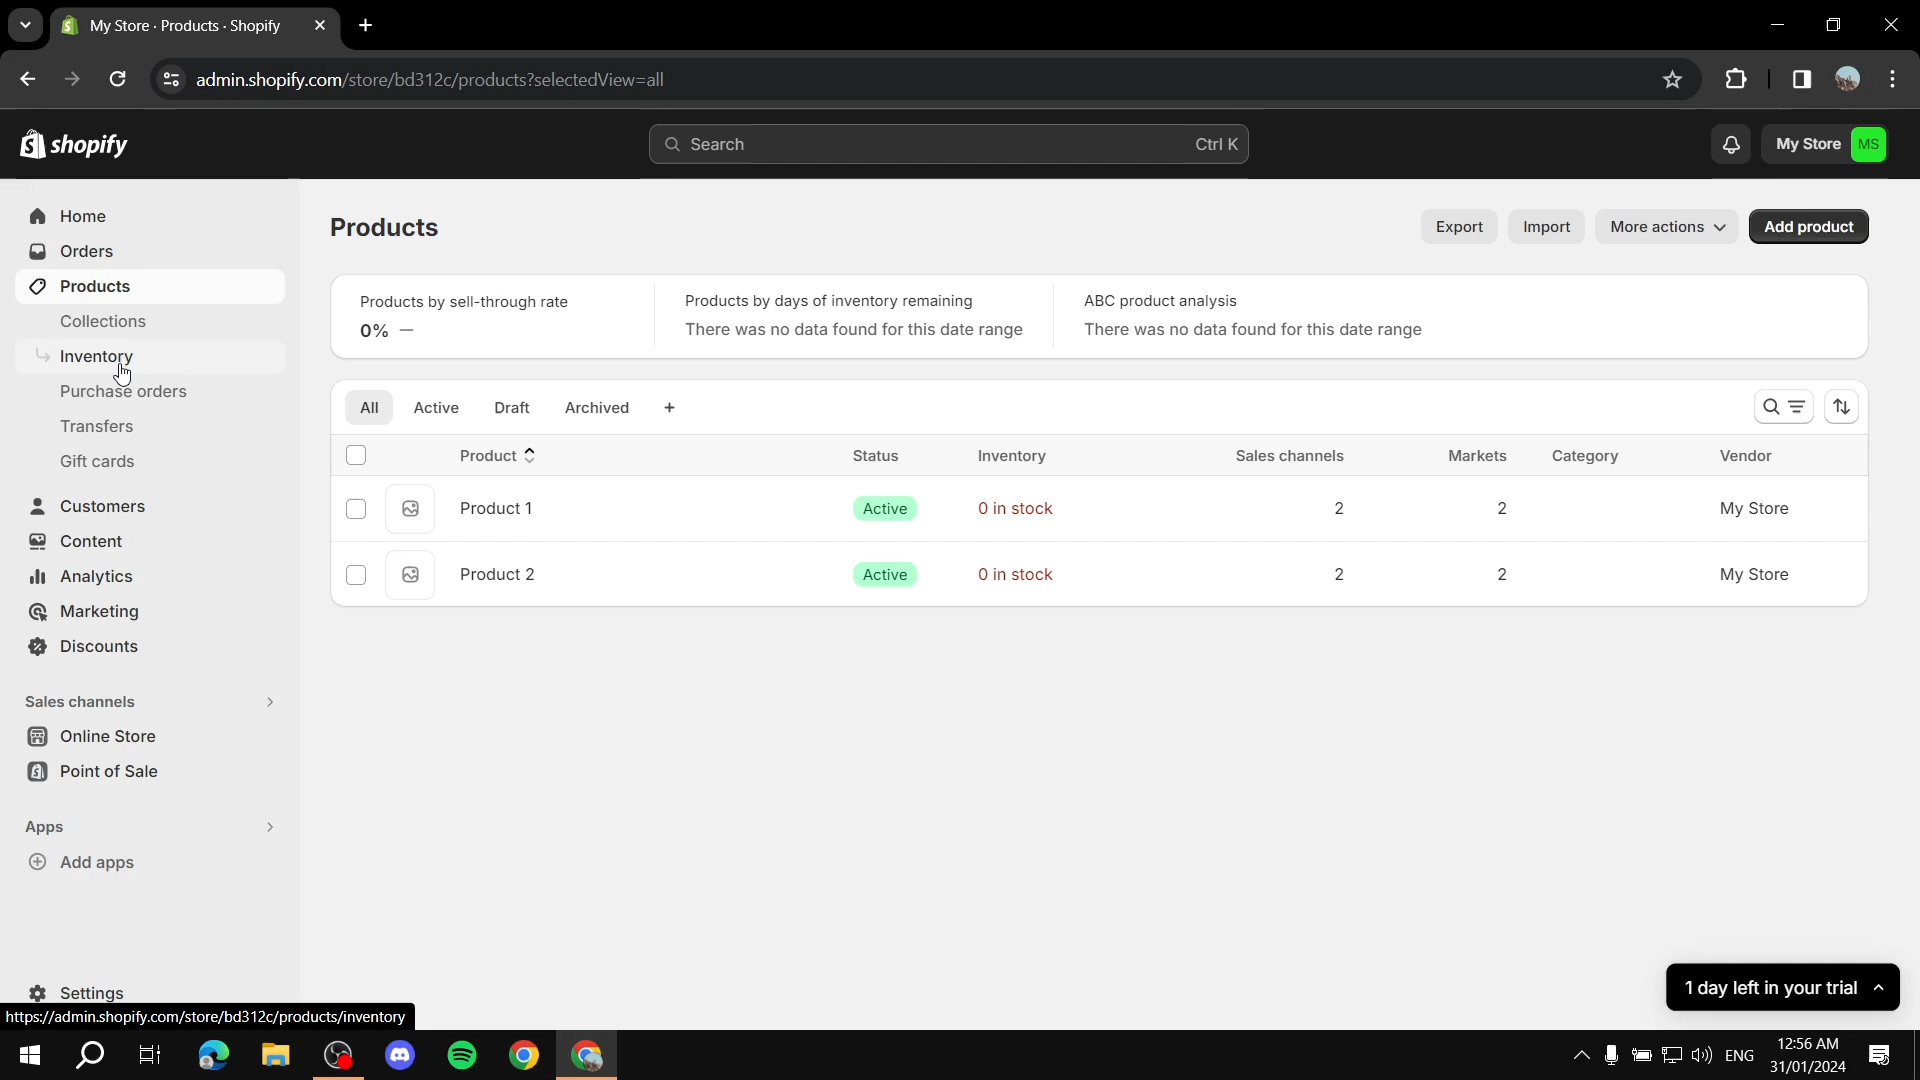 My Store · Products · Shopify
admin.shopify.com/store/bd312c/products?selectedView=all
shopify
Search
Ctrl K
My Store
MS
Home
Orders
Products
Collections
Inventory
Purchase orders
Transfers
Gift cards
Customers
Content
Analytics
Marketing
Discounts
Sales channels
Online Store
Point of Sale
Apps
Add apps
Settings
https://admin.shopify.com/store/bd312c/products/inventory
Products
Export
Import
More actions
Add product
Products by sell-through rate
0% —
Products by days of inventory remaining
There was no data found for this date range
ABC product analysis
There was no data found for this date range
All
Active
Draft
Archived
Product
Status
Inventory
Sales channels
Markets
Category
Vendor
Product 1
Active
0 in stock
2
2
My Store
Product 2
Active
0 in stock
2
2
My Store
1 day left in your trial
ENG
12:56 AM
31/01/2024